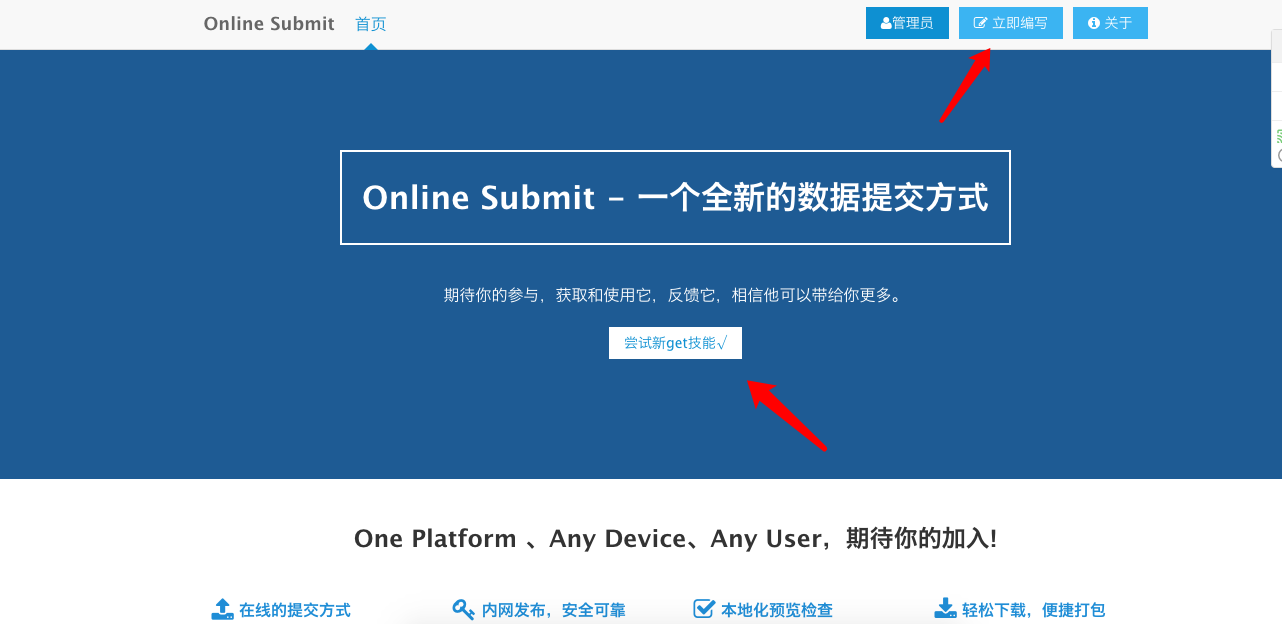 Online Submit 首页 管理员 立即编写 关于
Online Submit - 一个全新的数据提交方式
期待你的参与，获取和使用它，反馈它，相信他可以带给你更多。
尝试新get技能√
One Platform 、Any Device、Any User，期待你的加入!
在线的提交方式 内网发布，安全可靠 本地化预览检查 轻松下载，便捷打包